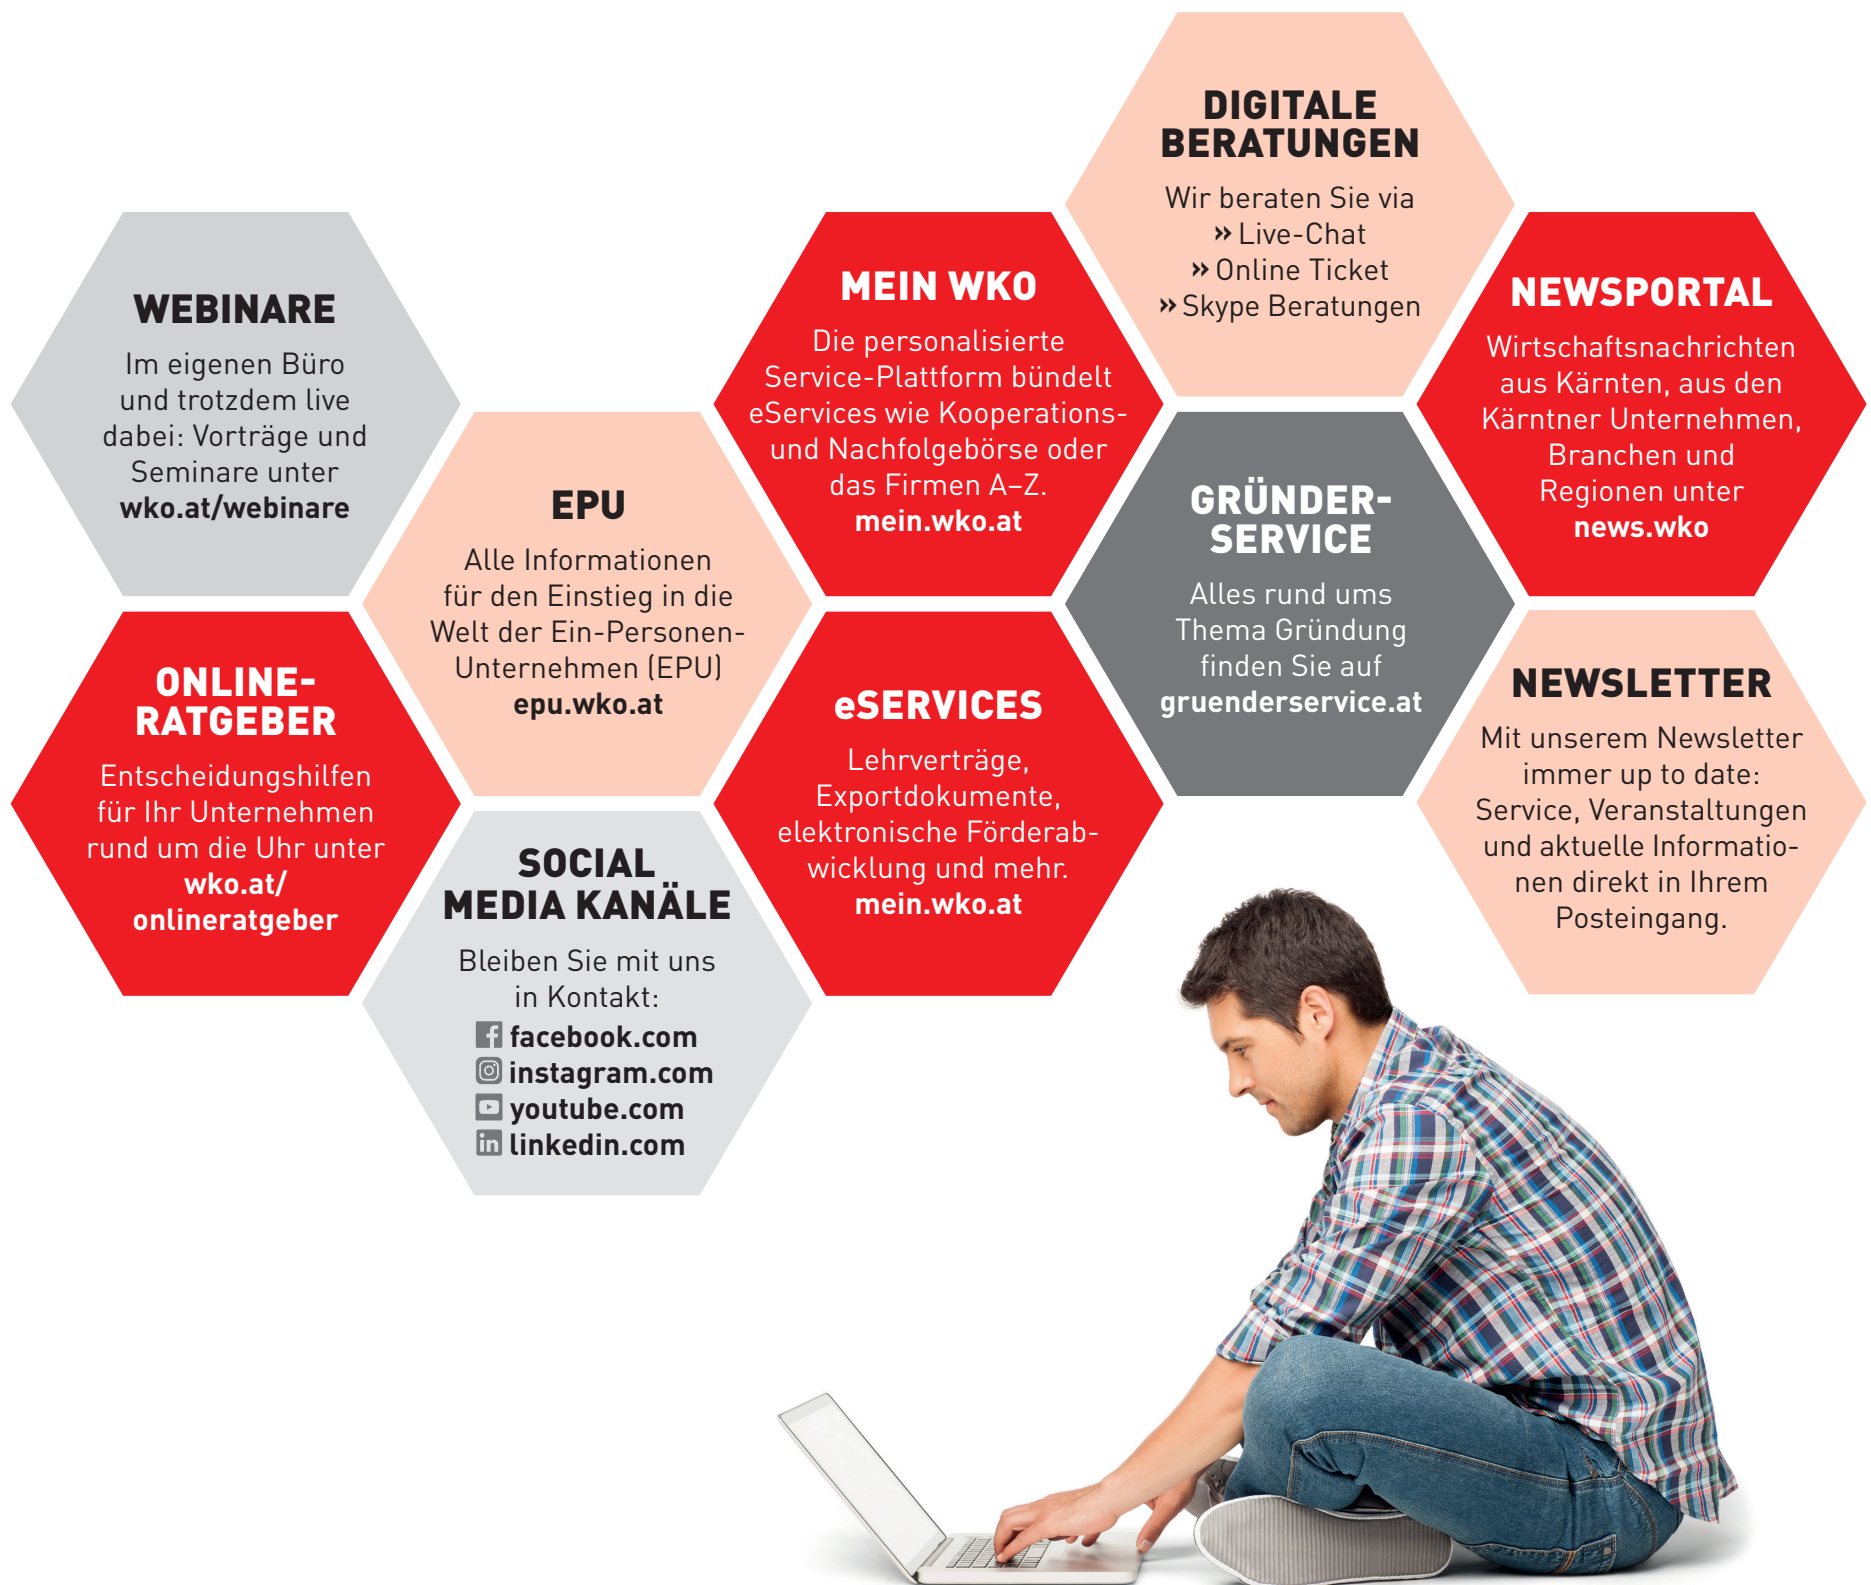 DIGITALE
BERATUNGEN
Wir beraten Sie via
» Live-Chat
» Online Ticket
» Skype Beratungen
WEBINARE
Im eigenen Büro
und trotzdem live
dabei: Vorträge und
Seminare unter
wko.at/webinare
MEIN WKO
Die personalisierte
Service-Plattform bündelt
eServices wie Kooperations-
und Nachfolgebörse oder
das Firmen A–Z.
mein.wko.at
NEWSPORTAL
Wirtschaftsnachrichten
aus Kärnten, aus den
Kärntner Unternehmen,
Branchen und
Regionen unter
news.wko
EPU
Alle Informationen
für den Einstieg in die
Welt der Ein-Personen-
Unternehmen (EPU)
epu.wko.at
GRÜNDER-
SERVICE
Alles rund ums
Thema Gründung
finden Sie auf
gruenderservice.at
ONLINE-
RATGEBER
Entscheidungshilfen
für Ihr Unternehmen
rund um die Uhr unter
wko.at/
onlineratgeber
eSERVICES
Lehrverträge,
Exportdokumente,
elektronische Förderab-
wicklung und mehr.
mein.wko.at
NEWSLETTER
Mit unserem Newsletter
immer up to date:
Service, Veranstaltungen
und aktuelle Informatio-
nen direkt in Ihrem
Posteingang.
SOCIAL
MEDIA KANÄLE
Bleiben Sie mit uns
in Kontakt:
facebook.com
instagram.com
youtube.com
linkedin.com